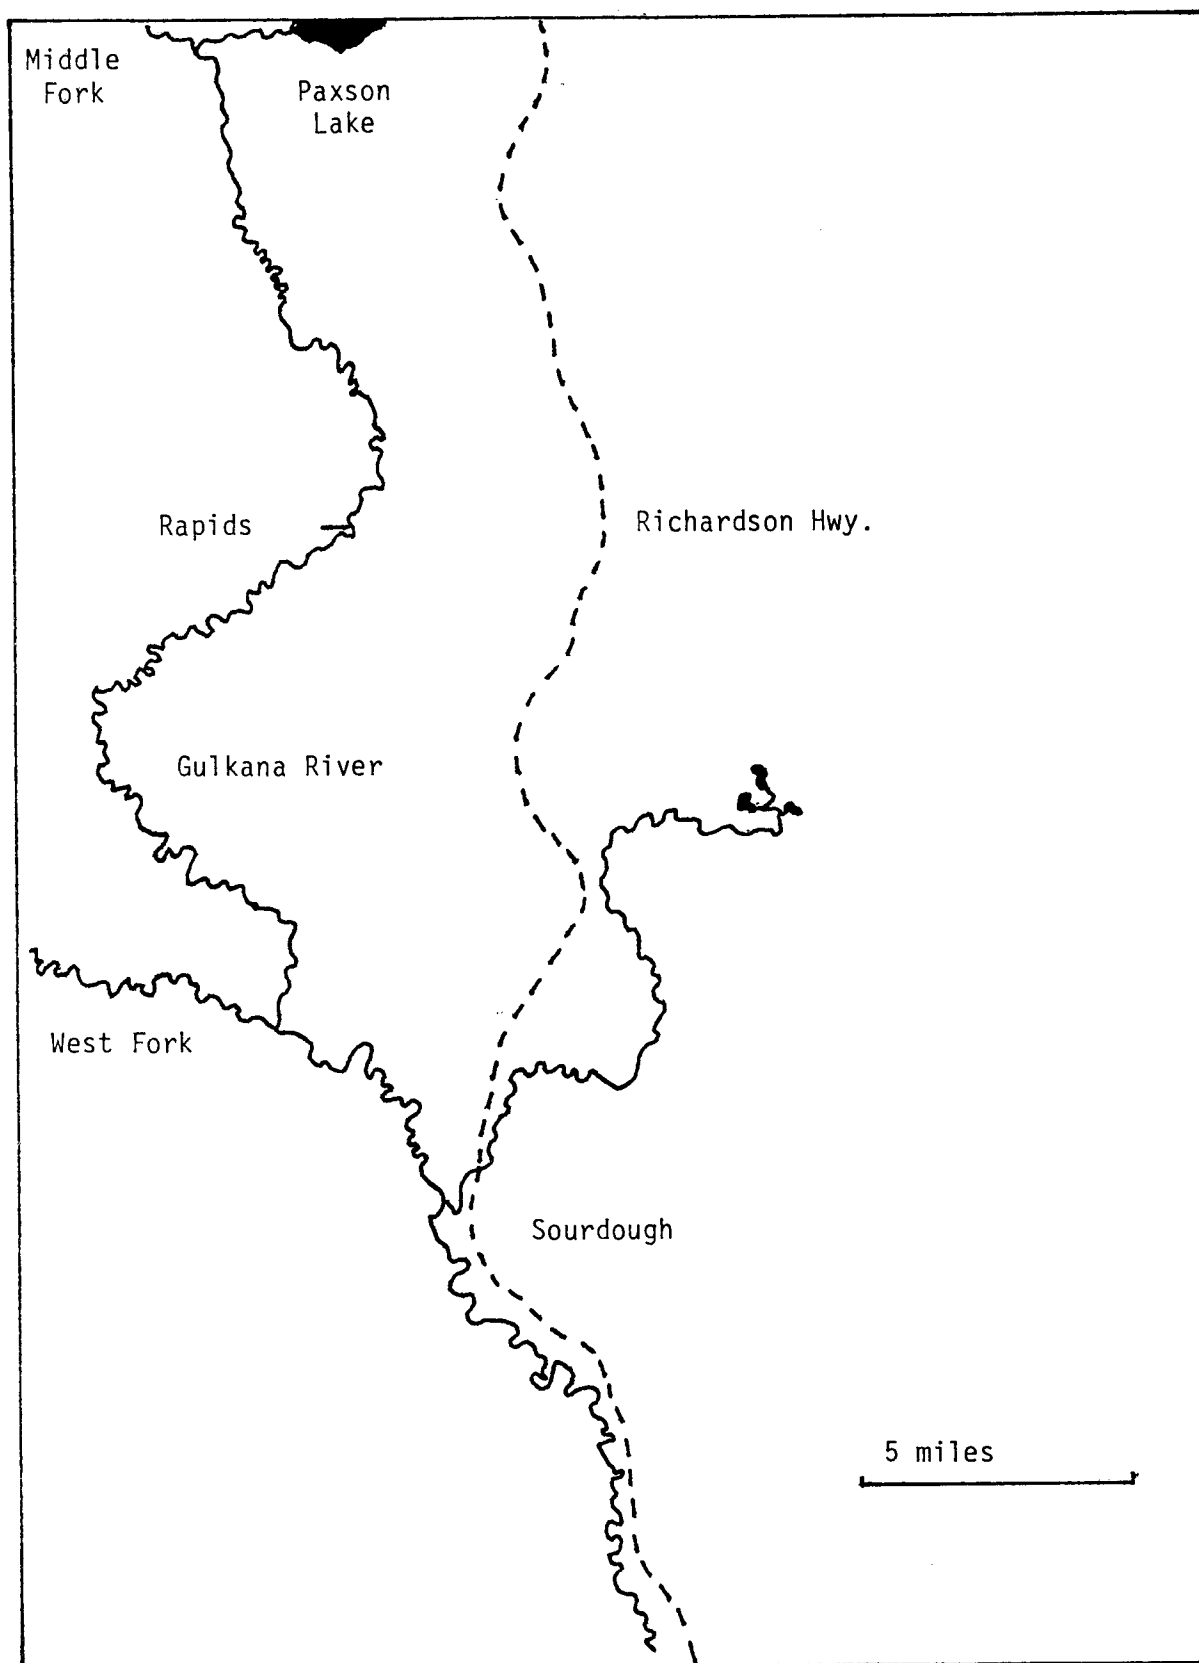 Middle
Fork
Paxson
Lake
Rapids
Richardson Hwy.
Gulkana River
West Fork
Sourdough
5 miles